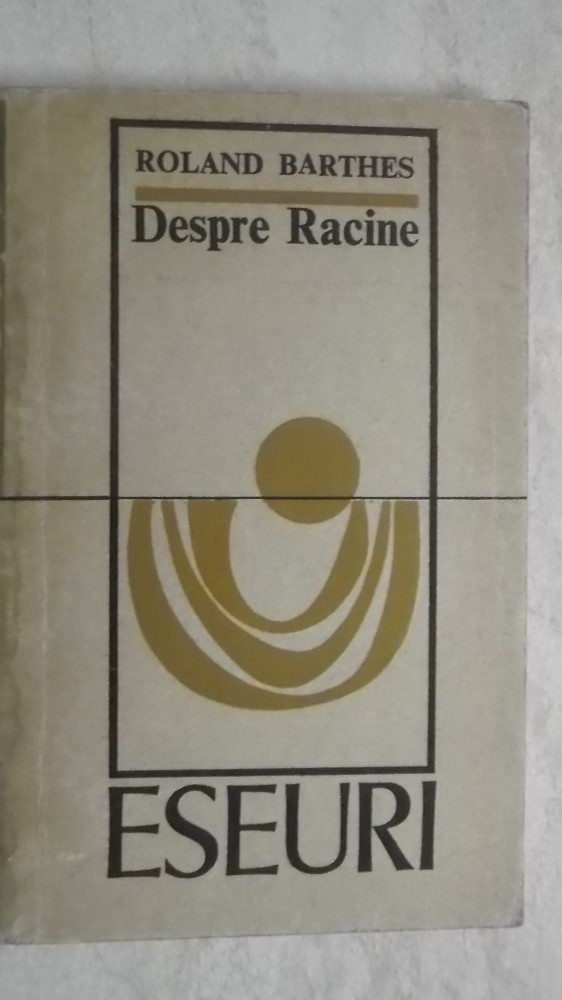 ROLAND BARTHES
Despre Racine
ESEURI